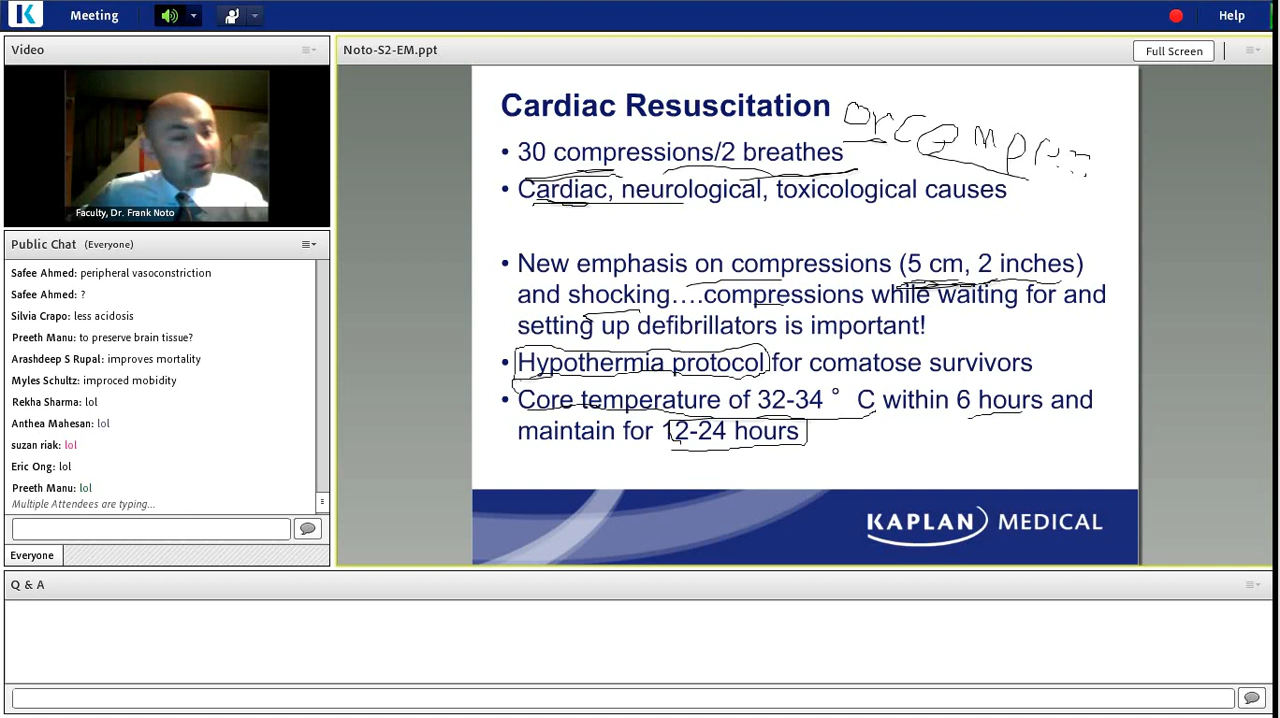 K
Meeting
Help
Video
Faculty, Dr. Frank Noto
Public Chat (Everyone)
Safee Ahmed: peripheral vasoconstriction
Safee Ahmed: ?
Silvia Crapo: less acidosis
Preeth Manu: to preserve brain tissue?
Arashdeep S Rupal: improves mortality
Myles Schultz: improced mobidity
Rekha Sharma: lol
Anthea Mahesan: lol
suzan riak: lol
Eric Ong: lol
Preeth Manu: lol
Multiple Attendees are typing...
Everyone
Noto-S2-EM.ppt
Full Screen
Cardiac Resuscitation
• 30 compressions/2 breathes
• Cardiac, neurological, toxicological causes
• New emphasis on compressions (5 cm, 2 inches)
and shocking....compressions while waiting for and
setting up defibrillators is important!
• Hypothermia protocol for comatose survivors
• Core temperature of 32-34 ° C within 6 hours and
maintain for 12-24 hours
KAPLAN MEDICAL
Q & A